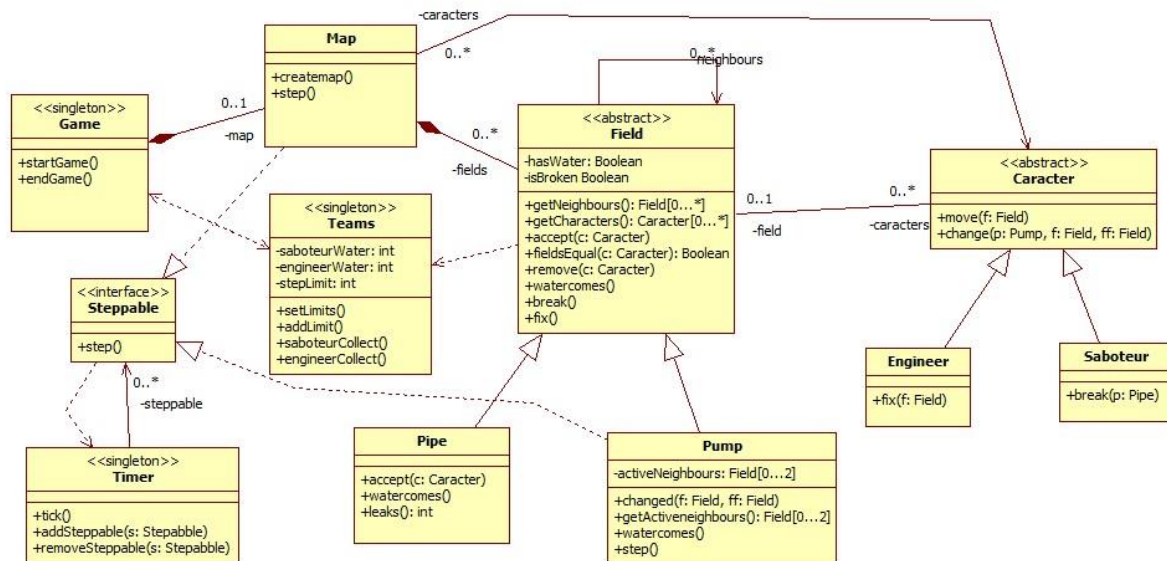 -caracters
Map
0..*
+createmap()
+step()
0..*
neighbours
<<singleton>>
Game
+startGame()
+endGame()
0..1
-map
0..*
-fields
<<abstract>>
Field
-hasWater: Boolean
-isBroken Boolean
+getNeighbours(): Field[0...*]
+getCharacters(): Caracter[0...*]
+accept(c: Caracter)
+fieldsEqual(c: Caracter): Boolean
+remove(c: Caracter)
+watercomes()
+break()
+fix()
0..1
-field
0..*
-caracters
<<abstract>>
Caracter
+move(f: Field)
+change(p: Pump, f: Field, ff: Field)
<<singleton>>
Teams
-saboteurWater: int
-engineerWater: int
-stepLimit: int
+setLimits()
+addLimit()
+saboteurCollect()
+engineerCollect()
<<interface>>
Steppable
+step()
0..*
-steppable
Engineer
+fix(f: Field)
Saboteur
+break(p: Pipe)
<<singleton>>
Timer
+tick()
+addSteppable(s: Stepabble)
+removeSteppable(s: Stepabble)
Pipe
+accept(c: Caracter)
+watercomes()
+leaks(): int
Pump
-activeNeighbours: Field[0...2]
+changed(f: Field, ff: Field)
+getActiveneighbours(): Field[0...2]
+watercomes()
+step()